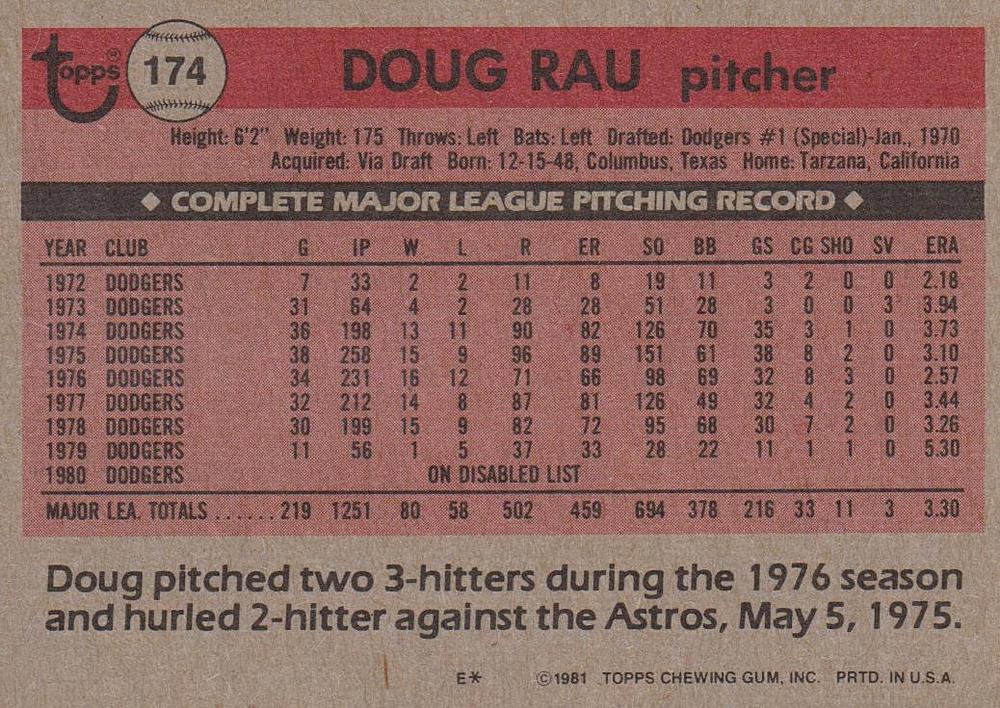 topps® 174 DOUG RAU pitcher
Height: 6'2" Weight: 175 Throws: Left Bats: Left Drafted: Dodgers #1 (Special)-Jan., 1970
Acquired: Via Draft Born: 12-15-48, Columbus, Texas Home: Tarzana, California
◆ COMPLETE MAJOR LEAGUE PITCHING RECORD ◆
YEAR CLUB G IP W L R ER SO BB GS CG SHO SV ERA
1972 DODGERS 7 33 2 2 11 8 19 11 3 2 0 0 2.18
1973 DODGERS 31 64 4 2 28 28 51 28 3 0 0 3 3.94
1974 DODGERS 36 198 13 11 90 82 126 70 35 3 1 0 3.73
1975 DODGERS 38 258 15 9 96 89 151 61 38 8 2 0 3.10
1976 DODGERS 34 231 16 12 71 66 98 69 32 8 3 0 2.57
1977 DODGERS 32 212 14 8 87 81 126 49 32 4 2 0 3.44
1978 DODGERS 30 199 15 9 82 72 95 68 30 7 2 0 3.26
1979 DODGERS 11 56 1 5 37 33 28 22 11 1 1 0 5.30
1980 DODGERS ON DISABLED LIST
MAJOR LEA. TOTALS ......219 1251 80 58 502 459 694 378 216 33 11 3 3.30
Doug pitched two 3-hitters during the 1976 season
and hurled 2-hitter against the Astros, May 5, 1975.
E* ©1981 TOPPS CHEWING GUM, INC. PRTD. IN U.S.A.